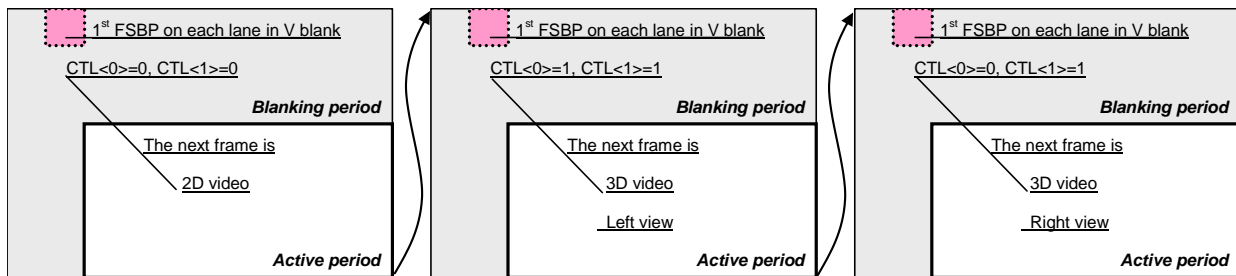 1st FSBP on each lane in V blank
CTL<0>=0, CTL<1>=0
Blanking period
The next frame is
2D video
Active period
1st FSBP on each lane in V blank
CTL<0>=1, CTL<1>=1
Blanking period
The next frame is
3D video
Left view
Active period
1st FSBP on each lane in V blank
CTL<0>=0, CTL<1>=1
Blanking period
The next frame is
3D video
Right view
Active period